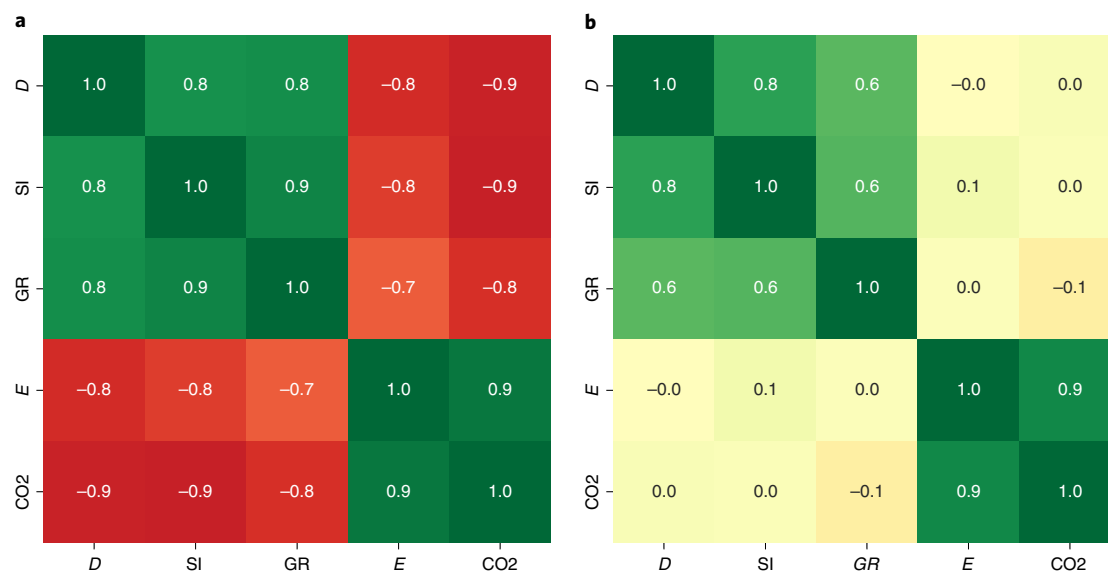 a
D 1.0 0.8 0.8 –0.8 –0.9
SI 0.8 1.0 0.9 –0.8 –0.9
GR 0.8 0.9 1.0 –0.7 –0.8
E –0.8 –0.8 –0.7 1.0 0.9
CO2 –0.9 –0.9 –0.8 0.9 1.0
D SI GR E CO2
b
D 1.0 0.8 0.6 –0.0 0.0
SI 0.8 1.0 0.6 0.1 0.0
GR 0.6 0.6 1.0 0.0 –0.1
E –0.0 0.1 0.0 1.0 0.9
CO2 0.0 0.0 –0.1 0.9 1.0
D SI GR E CO2